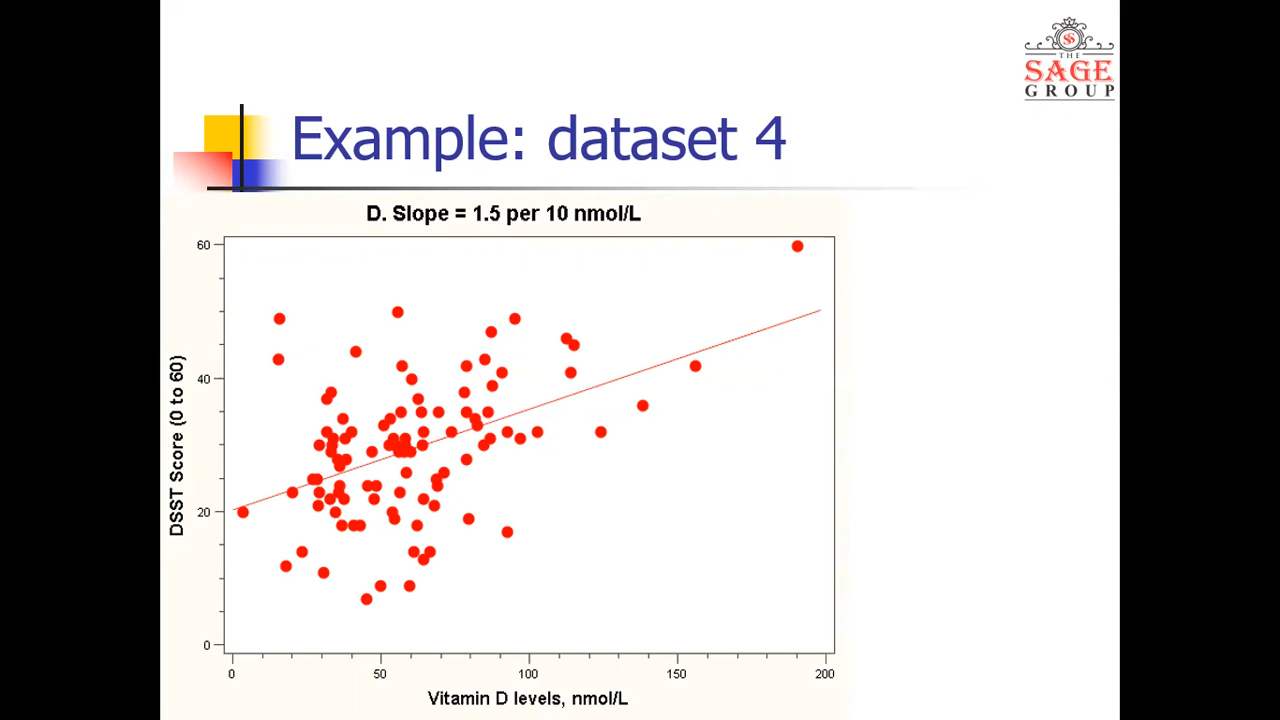 THE
SAGE
GROUP
Example: dataset 4
D. Slope = 1.5 per 10 nmol/L
60
40
20
0
DSST Score (0 to 60)
0 50 100 150 200
Vitamin D levels, nmol/L